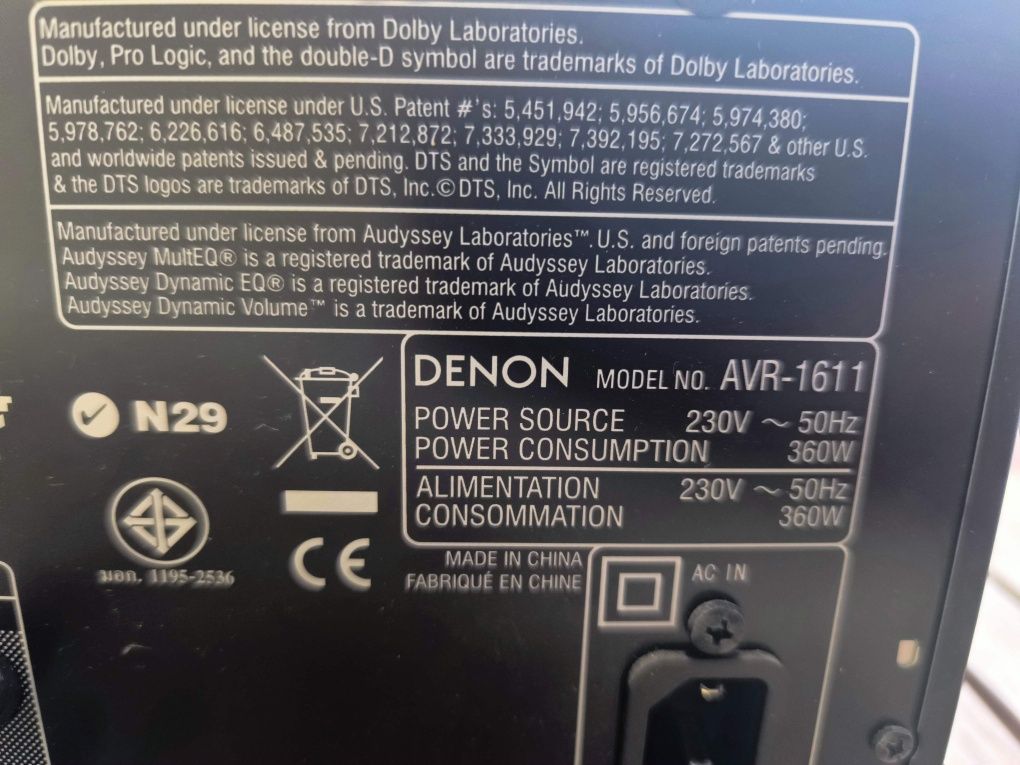 Manufactured under license from Dolby Laboratories.
Dolby, Pro Logic, and the double-D symbol are trademarks of Dolby Laboratories.
Manufactured under license under U.S. Patent #'s: 5,451,942; 5,956,674; 5,974,380;
5,978,762; 6,226,616; 6,487,535; 7,212,872; 7,333,929; 7,392,195; 7,272,567 & other U.S.
and worldwide patents issued & pending. DTS and the Symbol are registered trademarks
& the DTS logos are trademarks of DTS, Inc.© DTS, Inc. All Rights Reserved.
Manufactured under license from Audyssey Laboratories™. U.S. and foreign patents pending.
Audyssey MultEQ® is a registered trademark of Audyssey Laboratories.
Audyssey Dynamic EQ® is a registered trademark of Audyssey Laboratories.
Audyssey Dynamic Volume™ is a trademark of Audyssey Laboratories.
DENON MODEL NO. AVR-1611
POWER SOURCE 230V ~ 50Hz
POWER CONSUMPTION 360W
ALIMENTATION 230V ~ 50Hz
CONSOMMATION 360W
N29
มอก. 1195-2536
CE
MADE IN CHINA
FABRIQUÉ EN CHINE
AC IN